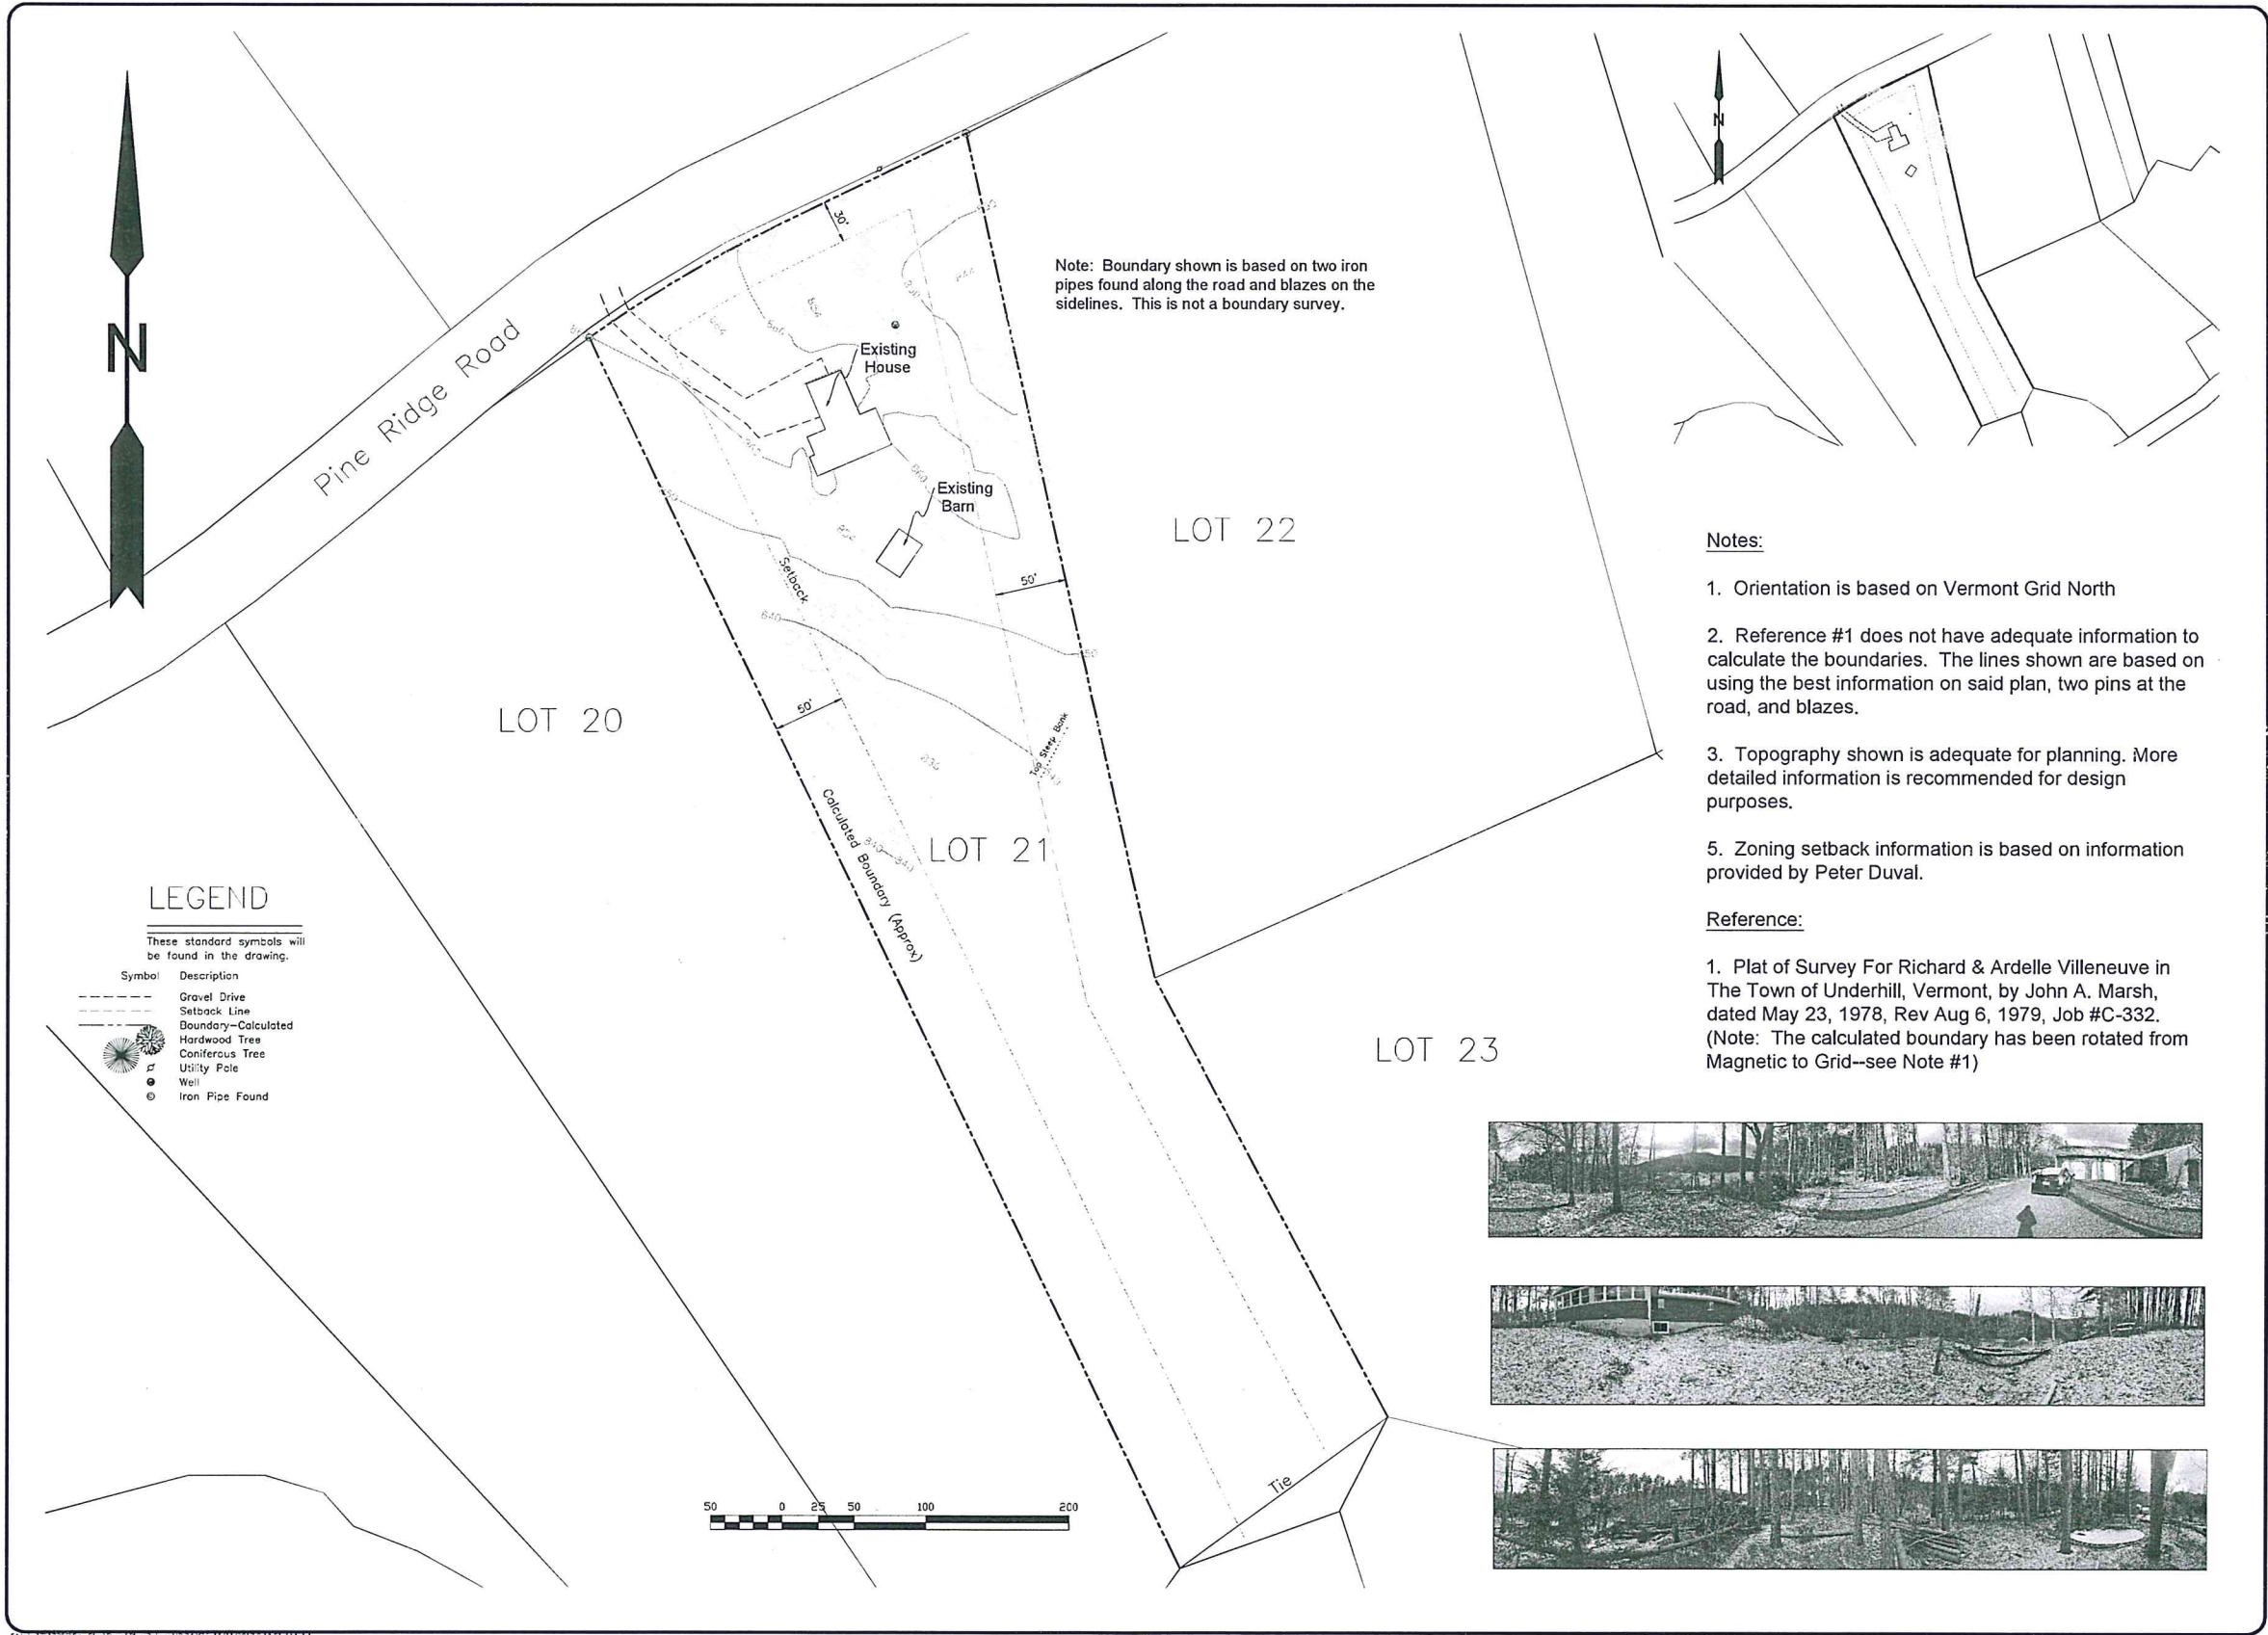 N
Pine Ridge Road
30'
Existing
House
Existing
Barn
Setback
50'
50'
640
Top Steep Bank
Calculated Boundary (Approx)
Tie
LOT 20
LOT 21
LOT 22
LOT 23
Note: Boundary shown is based on two iron
pipes found along the road and blazes on the
sidelines. This is not a boundary survey.
N
Notes:
1. Orientation is based on Vermont Grid North
2. Reference #1 does not have adequate information to
calculate the boundaries. The lines shown are based on
using the best information on said plan, two pins at the
road, and blazes.
3. Topography shown is adequate for planning. More
detailed information is recommended for design
purposes.
5. Zoning setback information is based on information
provided by Peter Duval.
Reference:
1. Plat of Survey For Richard & Ardelle Villeneuve in
The Town of Underhill, Vermont, by John A. Marsh,
dated May 23, 1978, Rev Aug 6, 1979, Job #C-332.
(Note: The calculated boundary has been rotated from
Magnetic to Grid--see Note #1)
LEGEND
These standard symbols will
be found in the drawing.
Symbol Description
Gravel Drive
Setback Line
Boundary-Calculated
Hardwood Tree
Coniferous Tree
Utility Pole
Well
Iron Pipe Found
50 0 25 50 100 200